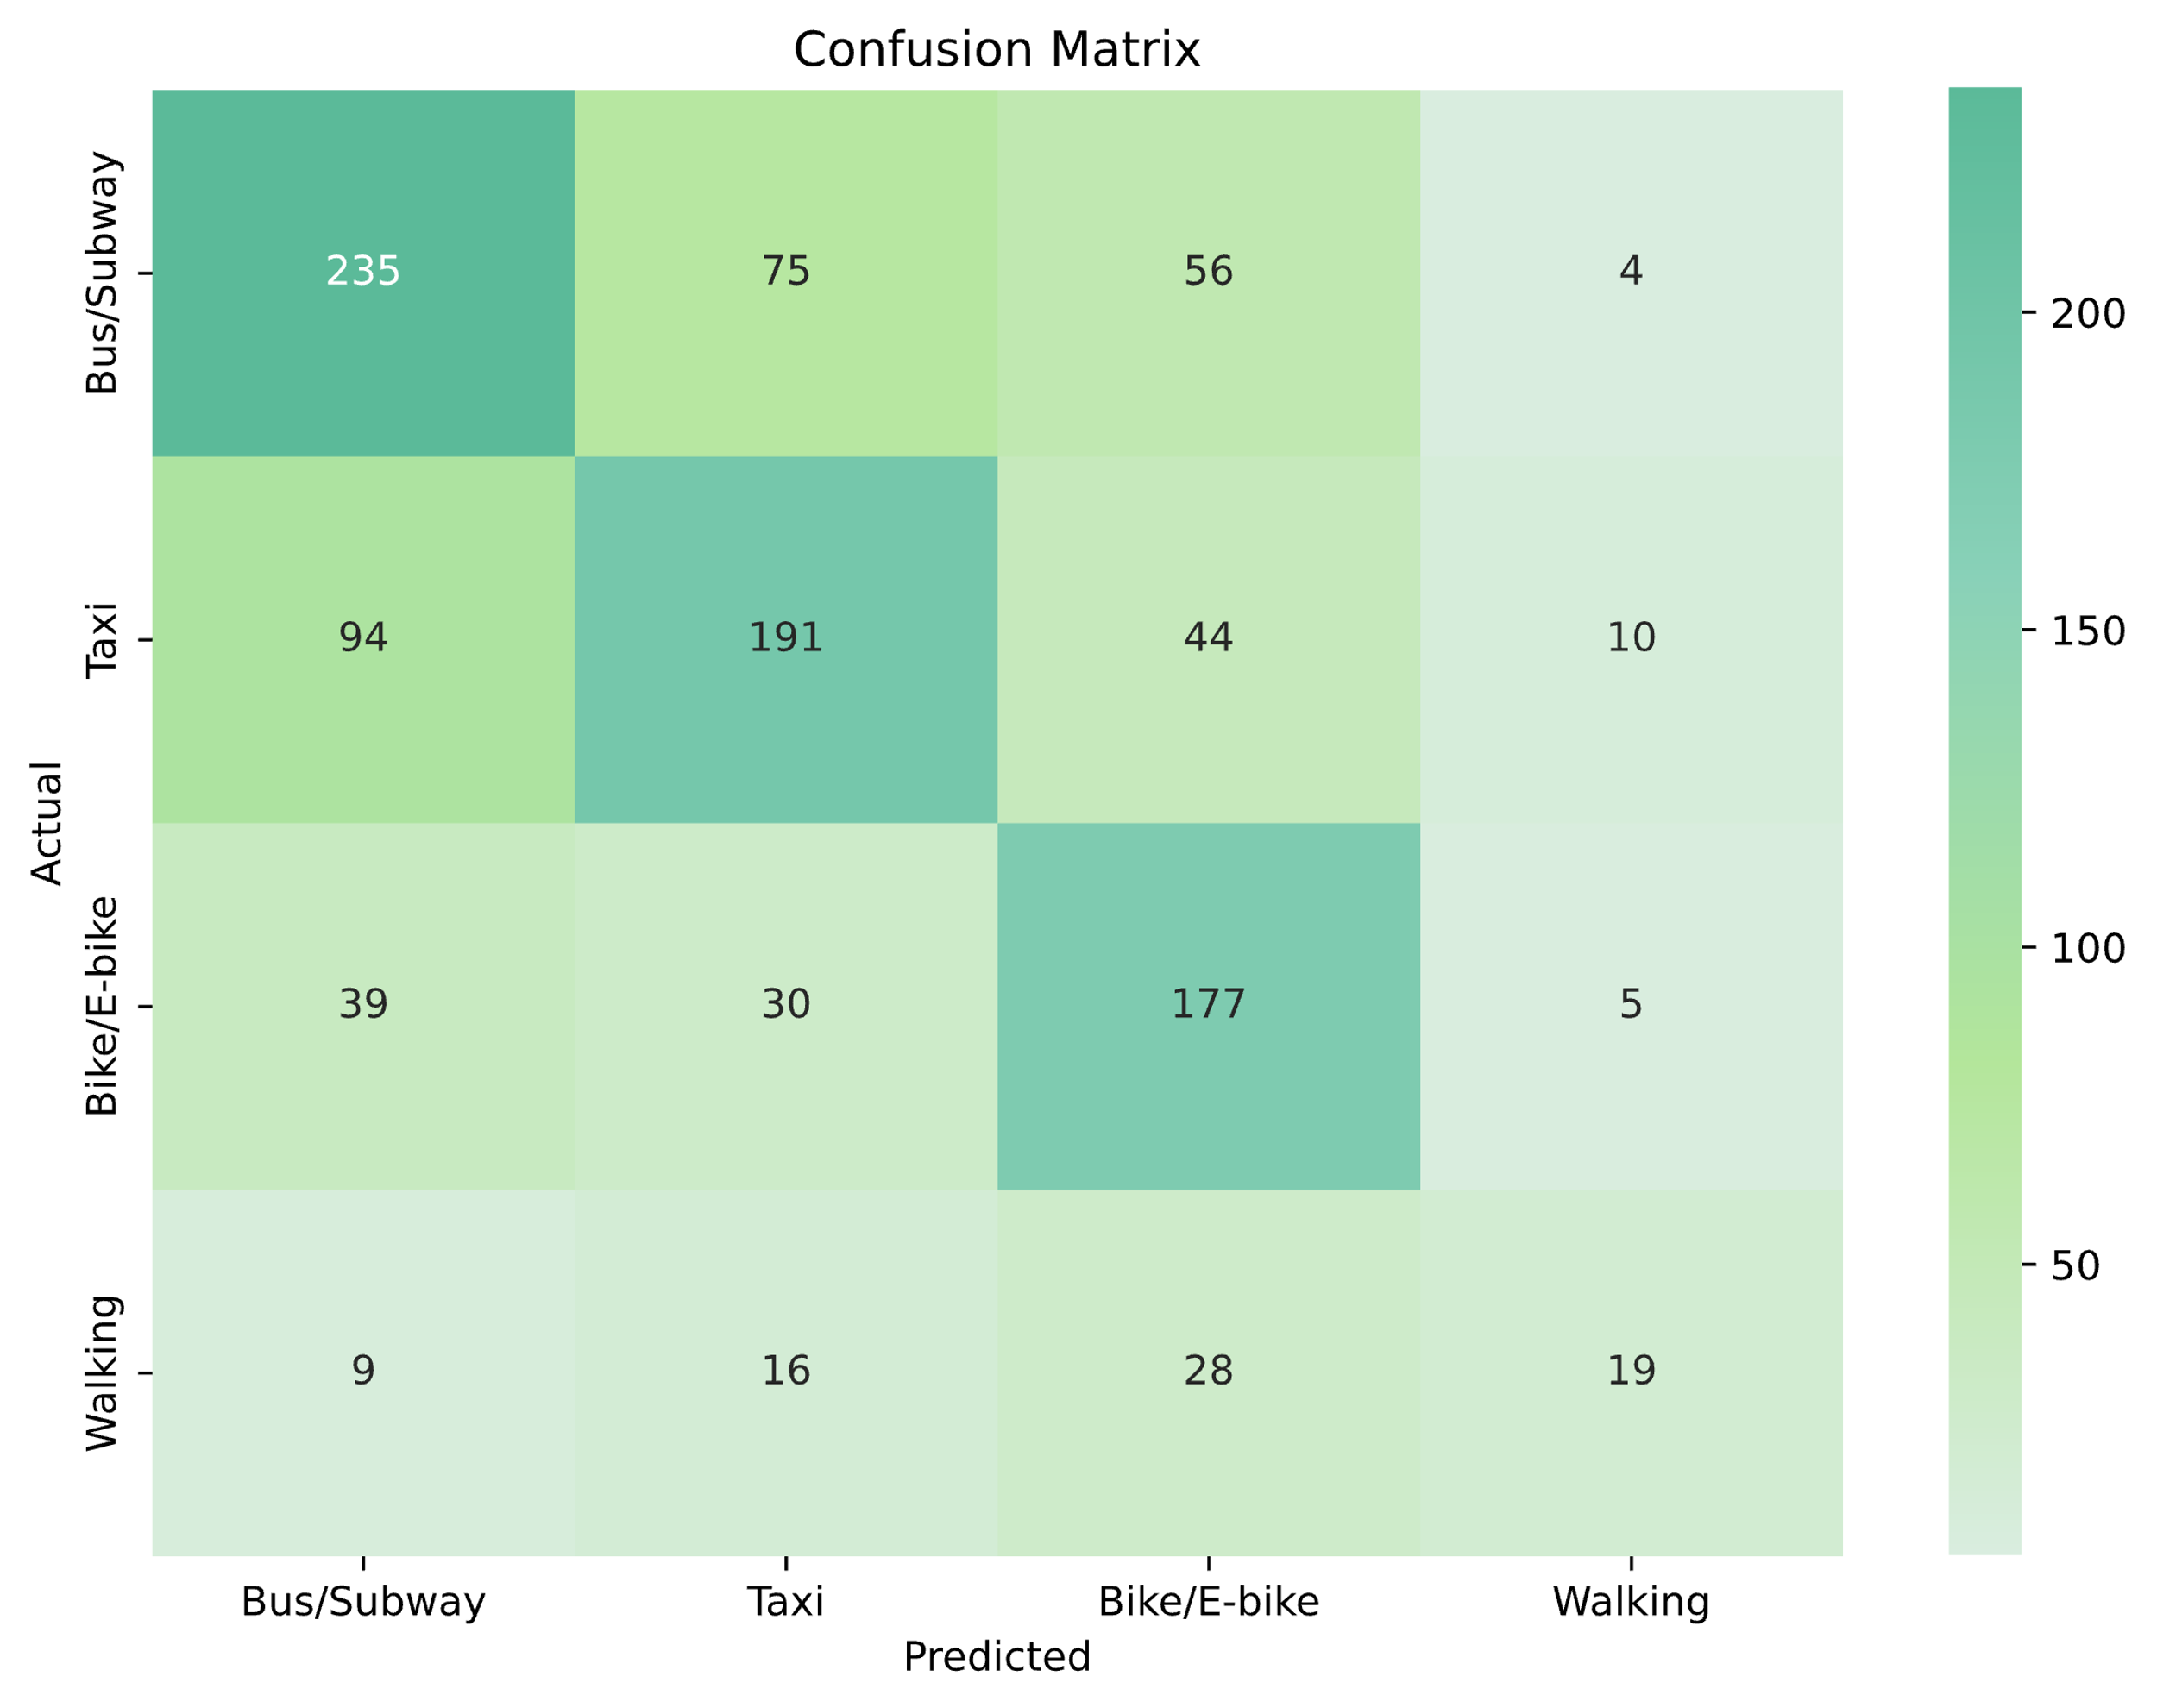 Confusion Matrix
Bus/Subway
235 75 56 4
200
Taxi
94 191 44 10
150
Actual
Bike/E-bike
39 30 177 5
100
50
Walking
9 16 28 19
Bus/Subway Taxi Bike/E-bike Walking
Predicted